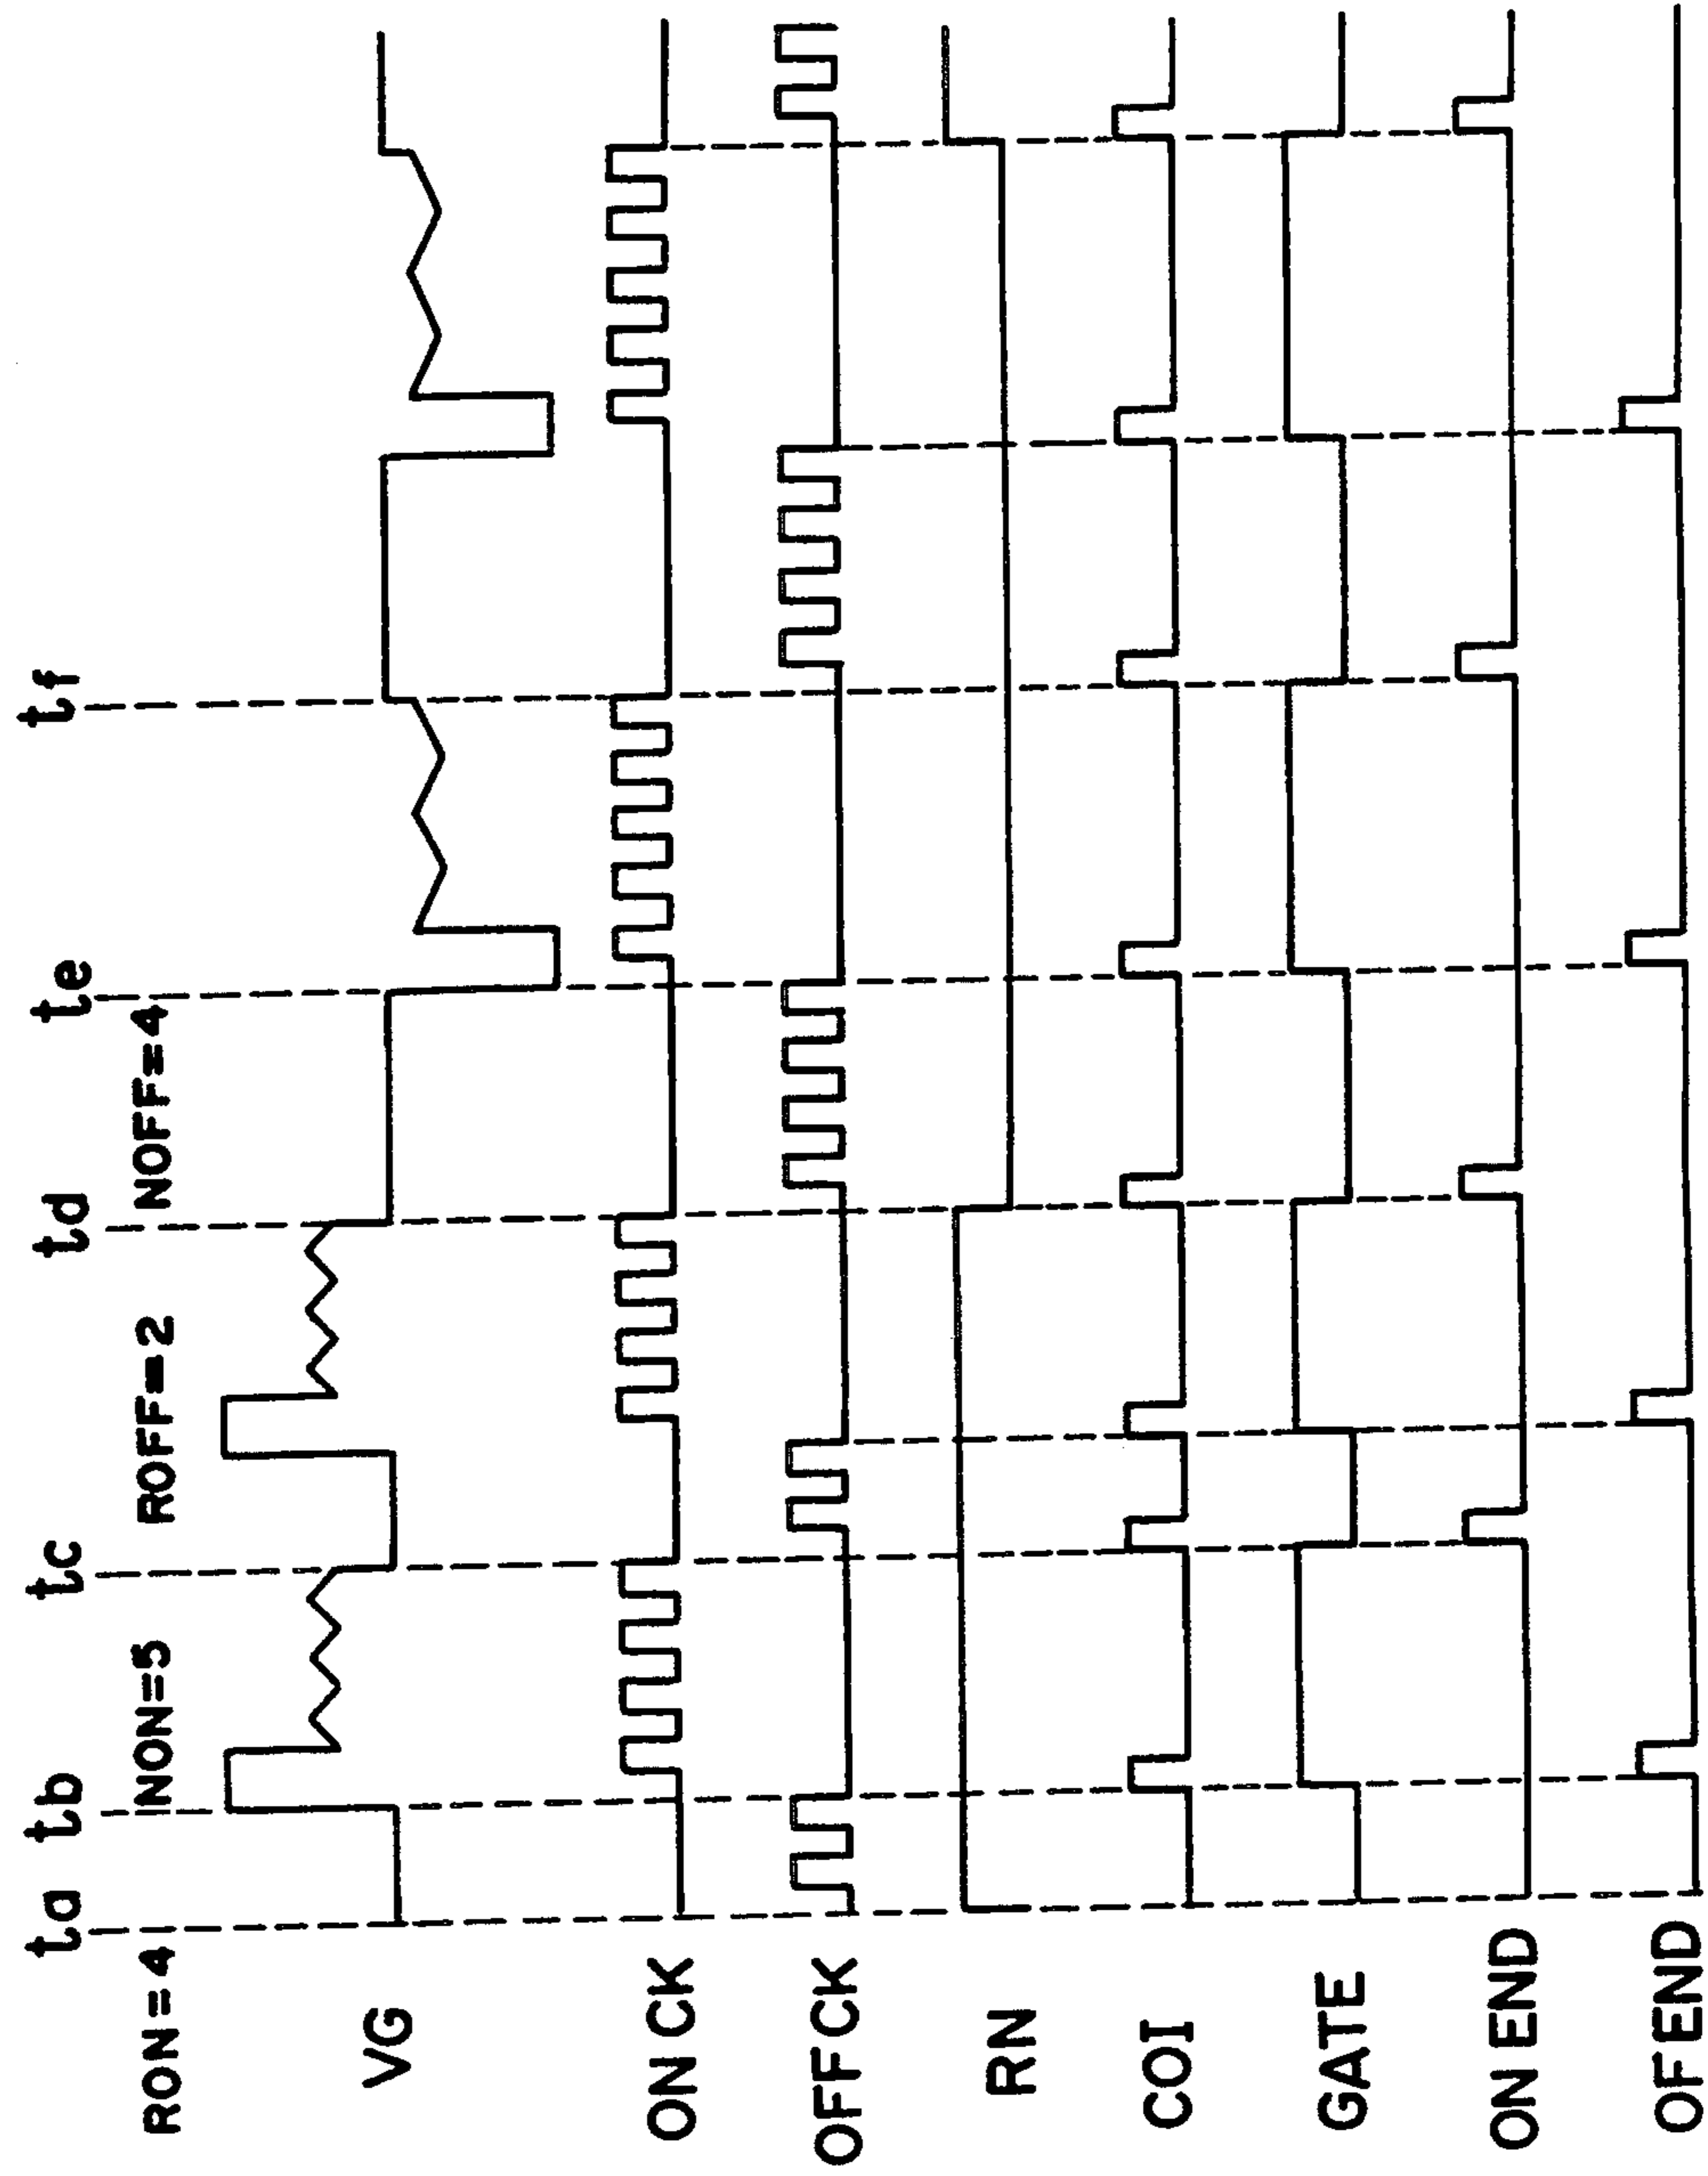 ta tb tc td te tf
RON=4 NON=5 ROFF=2 NOFF=4
VG
ON CK
OFF CK
RN
COI
GATE
ON END
OF END